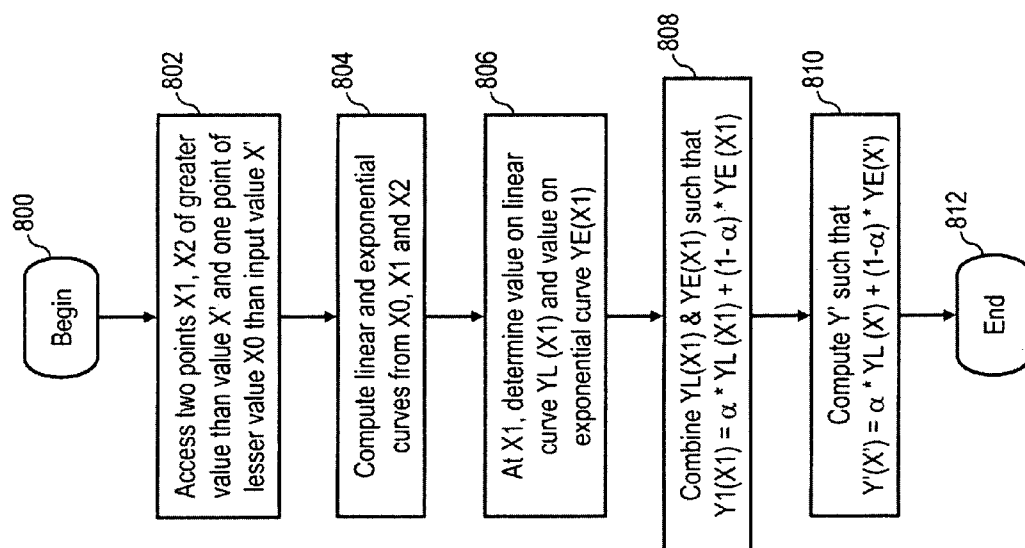 800
Begin
802
Access two points X1, X2 of greater
value than value X' and one point of
lesser value X0 than input value X'
804
Compute linear and exponential
curves from X0, X1 and X2
806
At X1, determine value on linear
curve YL (X1) and value on
exponential curve YE(X1)
808
Combine YL(X1) & YE(X1) such that
Y1(X1) = α * YL (X1) + (1- α) * YE (X1)
810
Compute Y' such that
Y'(X') = α * YL (X') + (1-α) * YE(X')
812
End